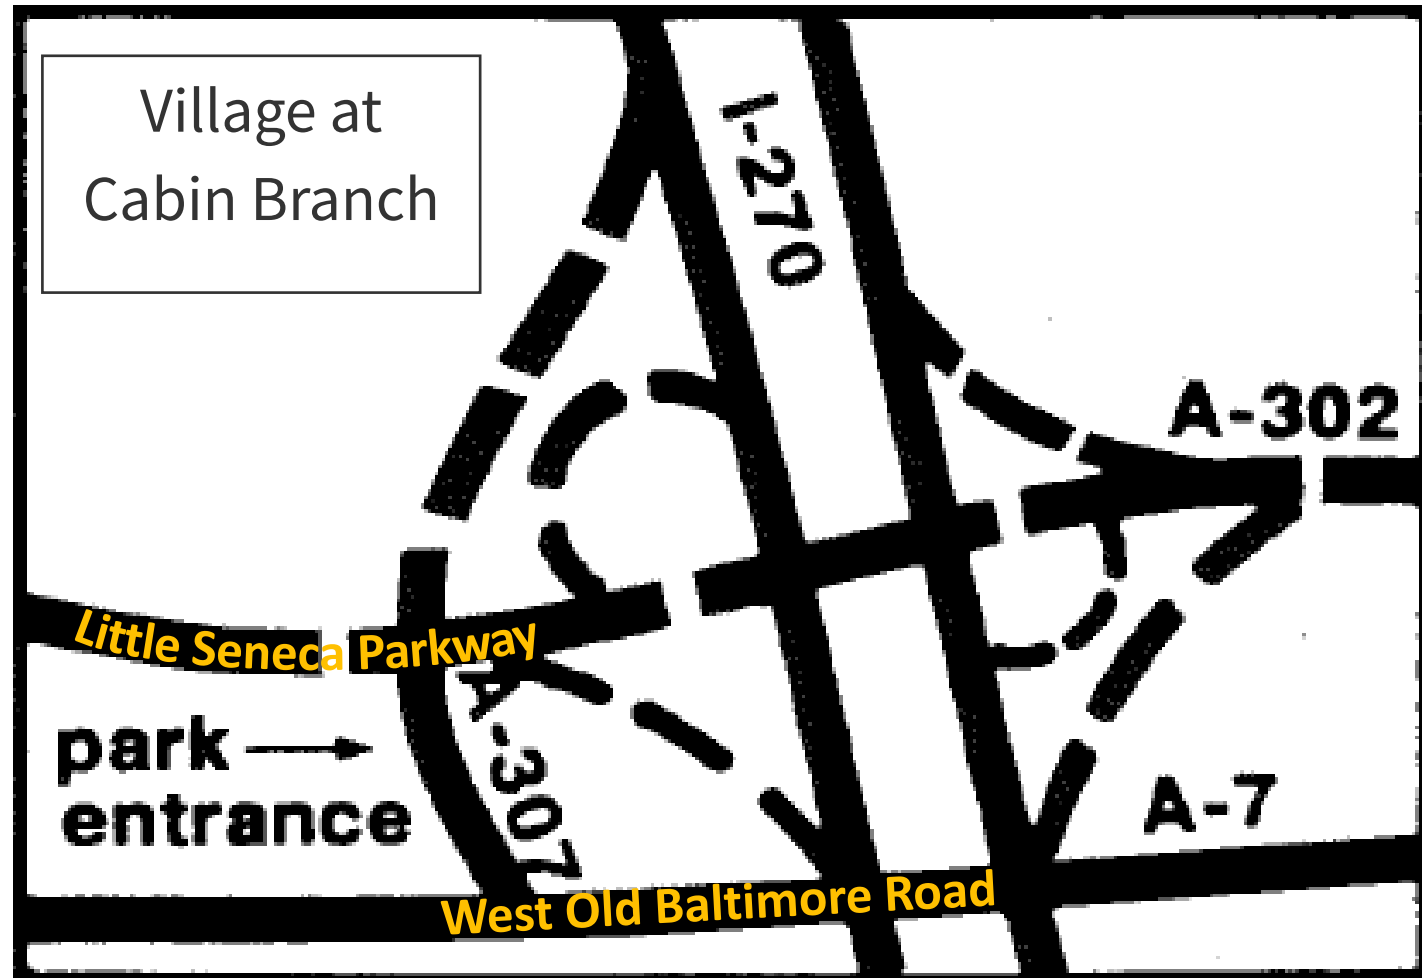 Village at
Cabin Branch
I-270
A-302
Little Seneca Parkway
park
entrance
A-307
A-7
West Old Baltimore Road